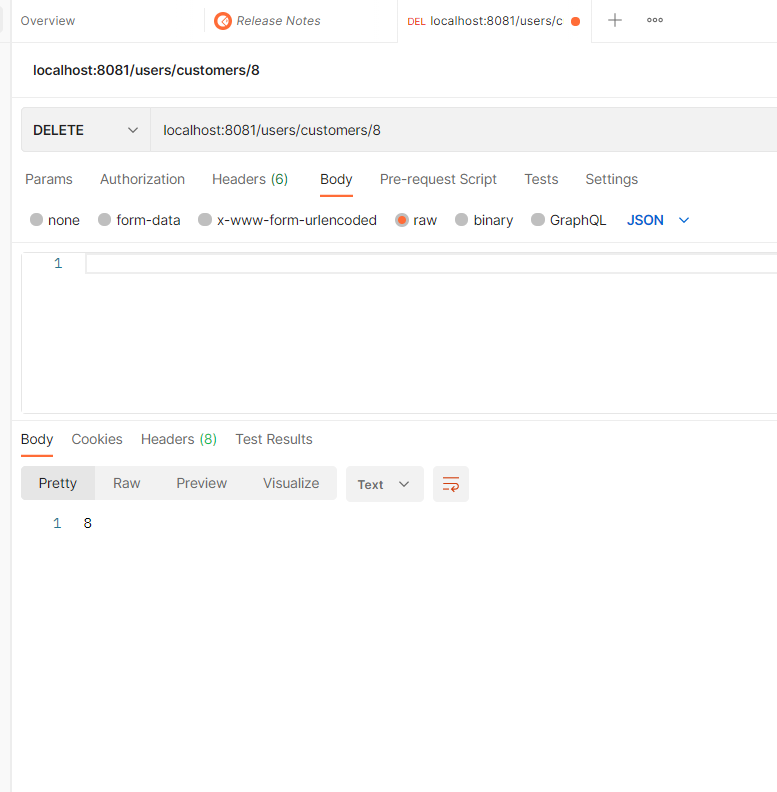 Overview Release Notes DEL localhost:8081/users/c
localhost:8081/users/customers/8
DELETE localhost:8081/users/customers/8
Params Authorization Headers (6) Body Pre-request Script Tests Settings
none form-data x-www-form-urlencoded raw binary GraphQL JSON
1
Body Cookies Headers (8) Test Results
Pretty Raw Preview Visualize Text
1 8